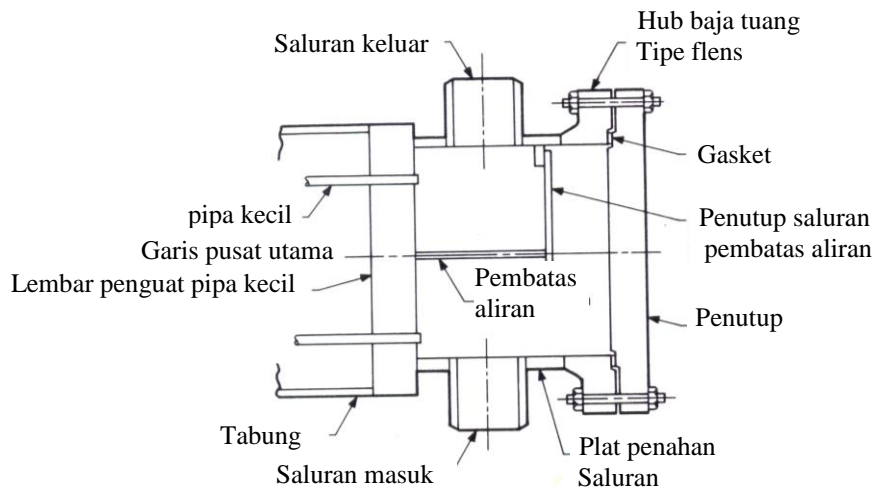 Hub baja tuang
Tipe flens
Saluran keluar
Gasket
pipa kecil
Penutup saluran
pembatas aliran
Garis pusat utama
Lembar penguat pipa kecil
Pembatas
aliran
Penutup
Tabung
Plat penahan
Saluran
Saluran masuk